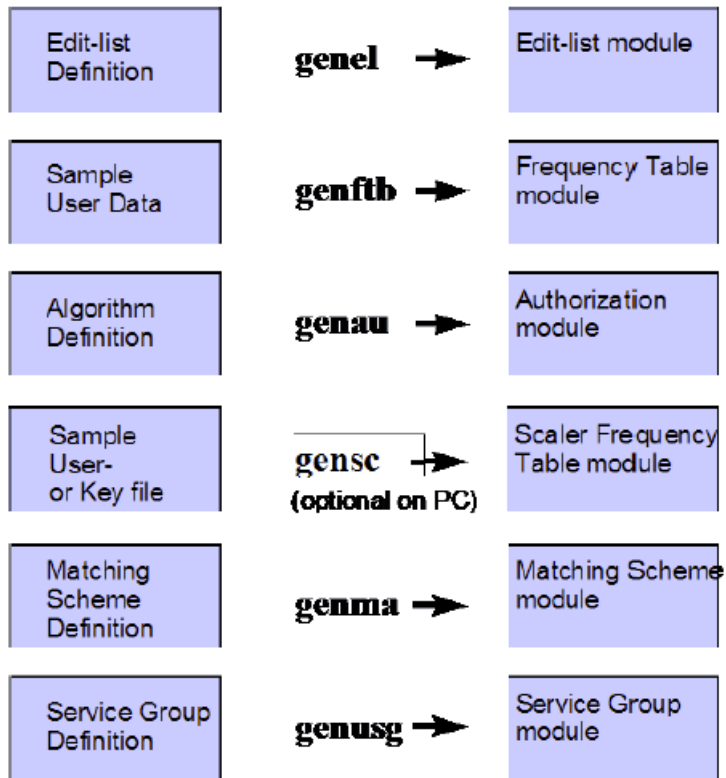 Edit-list
Definition
genel
Edit-list module
Sample
User Data
genftb
Frequency Table
module
Algorithm
Definition
genau
Authorization
module
Sample
User-
or Key file
gensc
(optional on PC)
Scaler Frequency
Table module
Matching
Scheme
Definition
genma
Matching Scheme
module
Service Group
Definition
genusg
Service Group
module